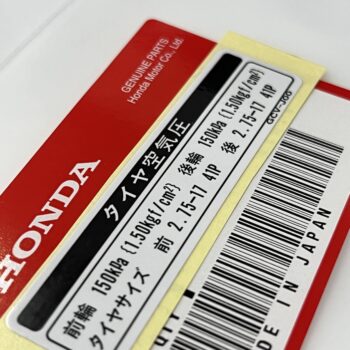 GENUINE PARTS
Honda Motor Co., Ltd.
HONDA
タイヤ空気圧
前輪 150kPa {1.50kgf/cm²} 後輪 150kPa {1.50kgf/cm²}
タイヤサイズ 前 2.75-17 41P 後 2.75-17 41P
GCV-J00
IN JAPAN